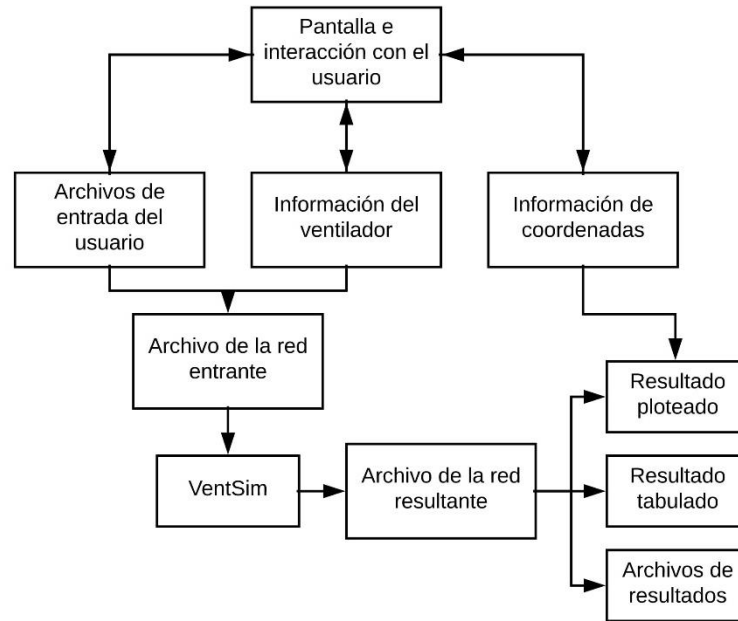 Pantalla e
interacción con el
usuario
Archivos de
entrada del
usuario
Información del
ventilador
Información de
coordenadas
Archivo de la red
entrante
Resultado
ploteado
VentSim
Archivo de la red
resultante
Resultado
tabulado
Archivos de
resultados